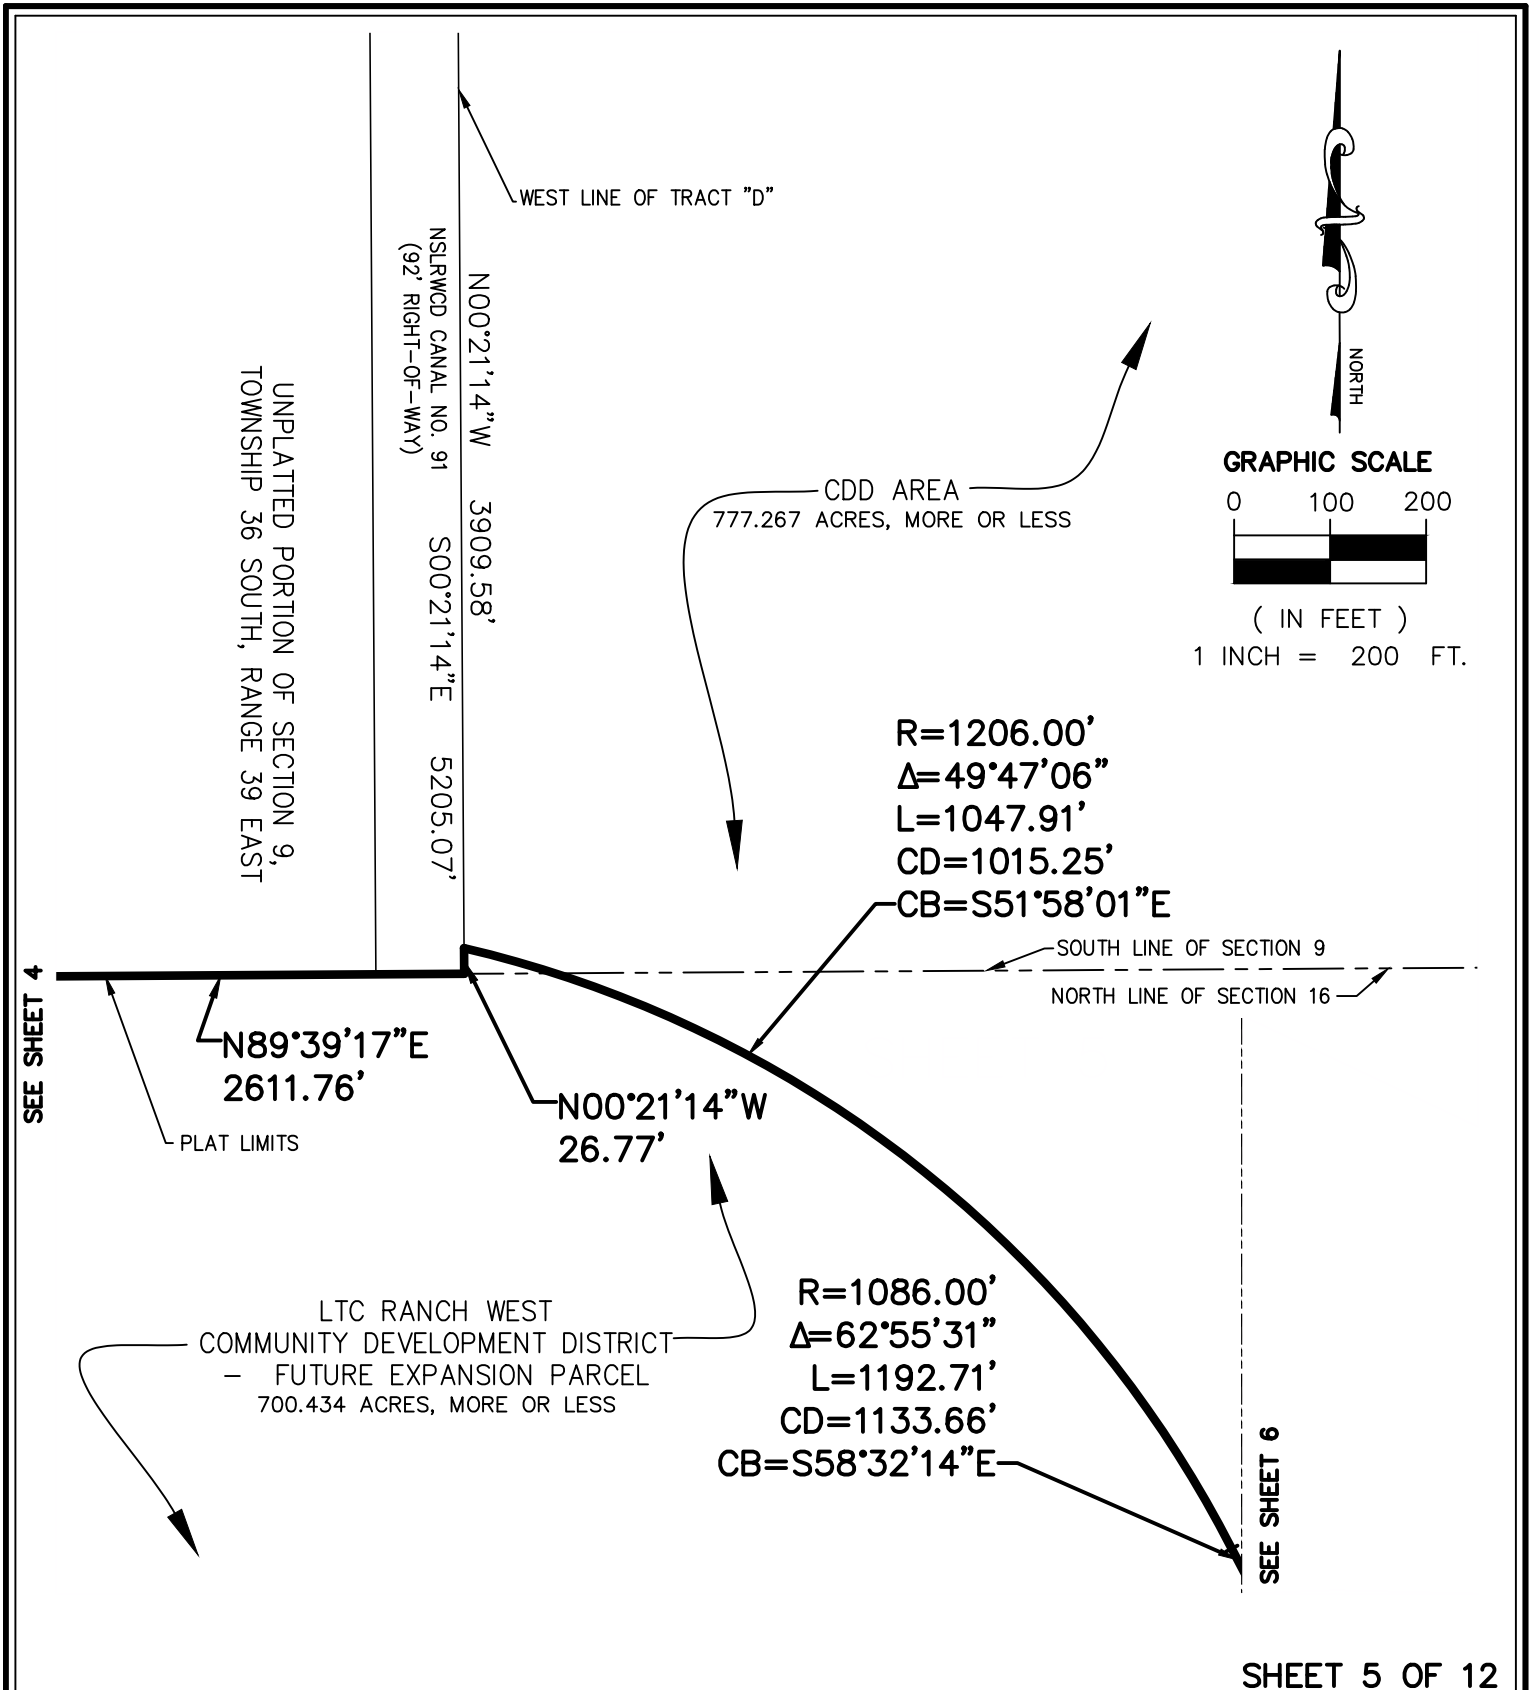 WEST LINE OF TRACT "D"
NSLRWCD CANAL NO. 91
(92' RIGHT-OF-WAY)
N00°21'14"W 3909.58'
S00°21'14"E 5205.07'
UNPLATTED PORTION OF SECTION 9,
TOWNSHIP 36 SOUTH, RANGE 39 EAST
NORTH
GRAPHIC SCALE
0 100 200
( IN FEET )
1 INCH = 200 FT.
CDD AREA
777.267 ACRES, MORE OR LESS
R=1206.00'
Δ=49°47'06"
L=1047.91'
CD=1015.25'
CB=S51°58'01"E
SOUTH LINE OF SECTION 9
NORTH LINE OF SECTION 16
SEE SHEET 4
N89°39'17"E
2611.76'
PLAT LIMITS
N00°21'14"W
26.77'
LTC RANCH WEST
COMMUNITY DEVELOPMENT DISTRICT
- FUTURE EXPANSION PARCEL
700.434 ACRES, MORE OR LESS
R=1086.00'
Δ=62°55'31"
L=1192.71'
CD=1133.66'
CB=S58°32'14"E
SEE SHEET 6
SHEET 5 OF 12